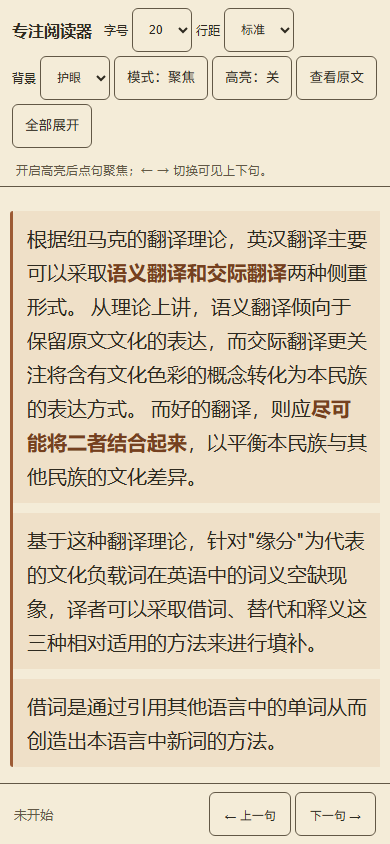 专注阅读器 字号 20 行距 标准
背景 护眼 模式：聚焦 高亮：关 查看原文
全部展开
开启高亮后点句聚焦；← → 切换可见上下句。
根据纽马克的翻译理论，英汉翻译主要
可以采取语义翻译和交际翻译两种侧重
形式。 从理论上讲，语义翻译倾向于
保留原文文化的表达，而交际翻译更关
注将含有文化色彩的概念转化为本民族
的表达方式。 而好的翻译，则应尽可
能将二者结合起来，以平衡本民族与其
他民族的文化差异。
基于这种翻译理论，针对"缘分"为代表
的文化负载词在英语中的词义空缺现
象，译者可以采取借词、替代和释义这
三种相对适用的方法来进行填补。
借词是通过引用其他语言中的单词从而
创造出本语言中新词的方法。
未开始 ← 上一句 下一句 →